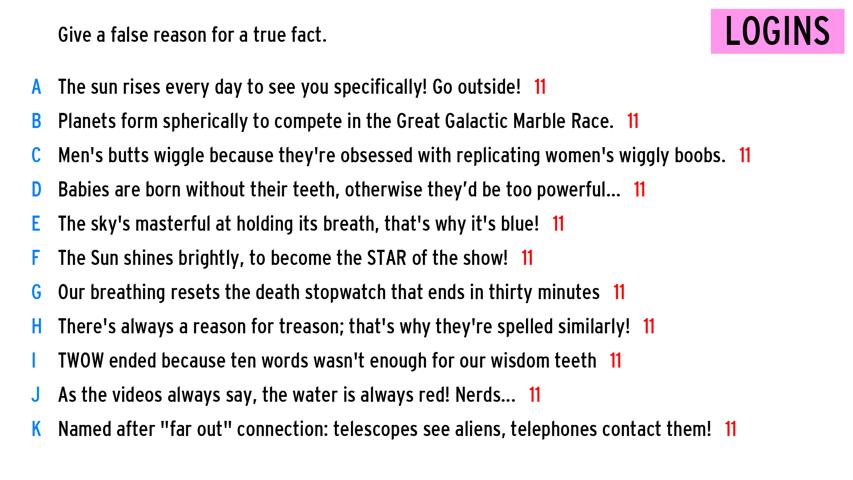 Give a false reason for a true fact.
LOGINS
A The sun rises every day to see you specifically! Go outside! 11
B Planets form spherically to compete in the Great Galactic Marble Race. 11
C Men's butts wiggle because they're obsessed with replicating women's wiggly boobs. 11
D Babies are born without their teeth, otherwise they’d be too powerful... 11
E The sky's masterful at holding its breath, that's why it's blue! 11
F The Sun shines brightly, to become the STAR of the show! 11
G Our breathing resets the death stopwatch that ends in thirty minutes 11
H There's always a reason for treason; that's why they're spelled similarly! 11
I TWOW ended because ten words wasn't enough for our wisdom teeth 11
J As the videos always say, the water is always red! Nerds... 11
K Named after "far out" connection: telescopes see aliens, telephones contact them! 11